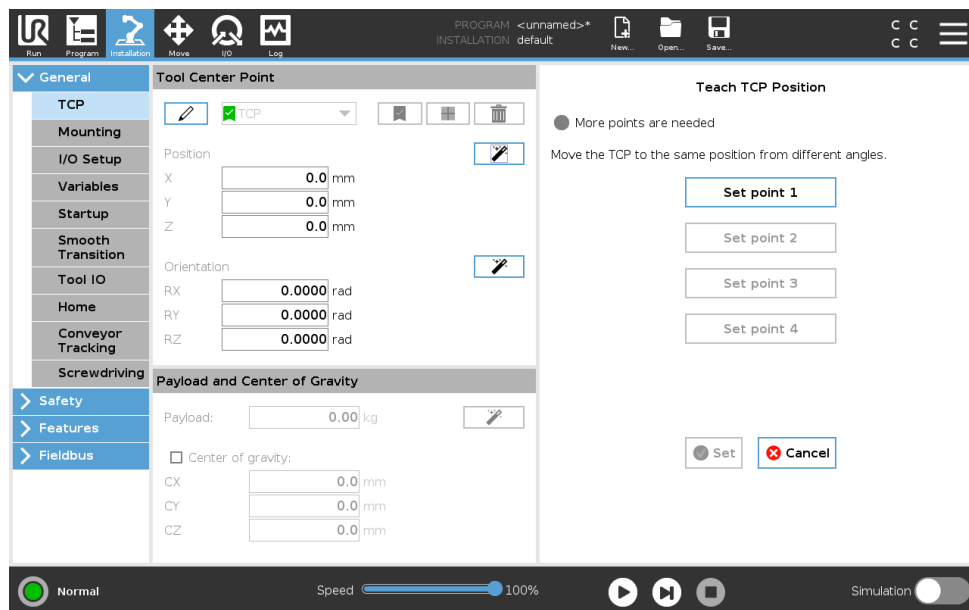 Run
Program
Installation
Move
I/O
Log
PROGRAM <unnamed>*
INSTALLATION default
New...
Open...
Save...
C C
C C
General
TCP
Mounting
I/O Setup
Variables
Startup
Smooth
Transition
Tool IO
Home
Conveyor
Tracking
Screwdriving
Safety
Features
Fieldbus
Tool Center Point
TCP
Position
X 0.0 mm
Y 0.0 mm
Z 0.0 mm
Orientation
RX 0.0000 rad
RY 0.0000 rad
RZ 0.0000 rad
Payload and Center of Gravity
Payload: 0.00 kg
Center of gravity:
CX 0.0 mm
CY 0.0 mm
CZ 0.0 mm
Teach TCP Position
More points are needed
Move the TCP to the same position from different angles.
Set point 1
Set point 2
Set point 3
Set point 4
Set
Cancel
Normal
Speed 100%
Simulation